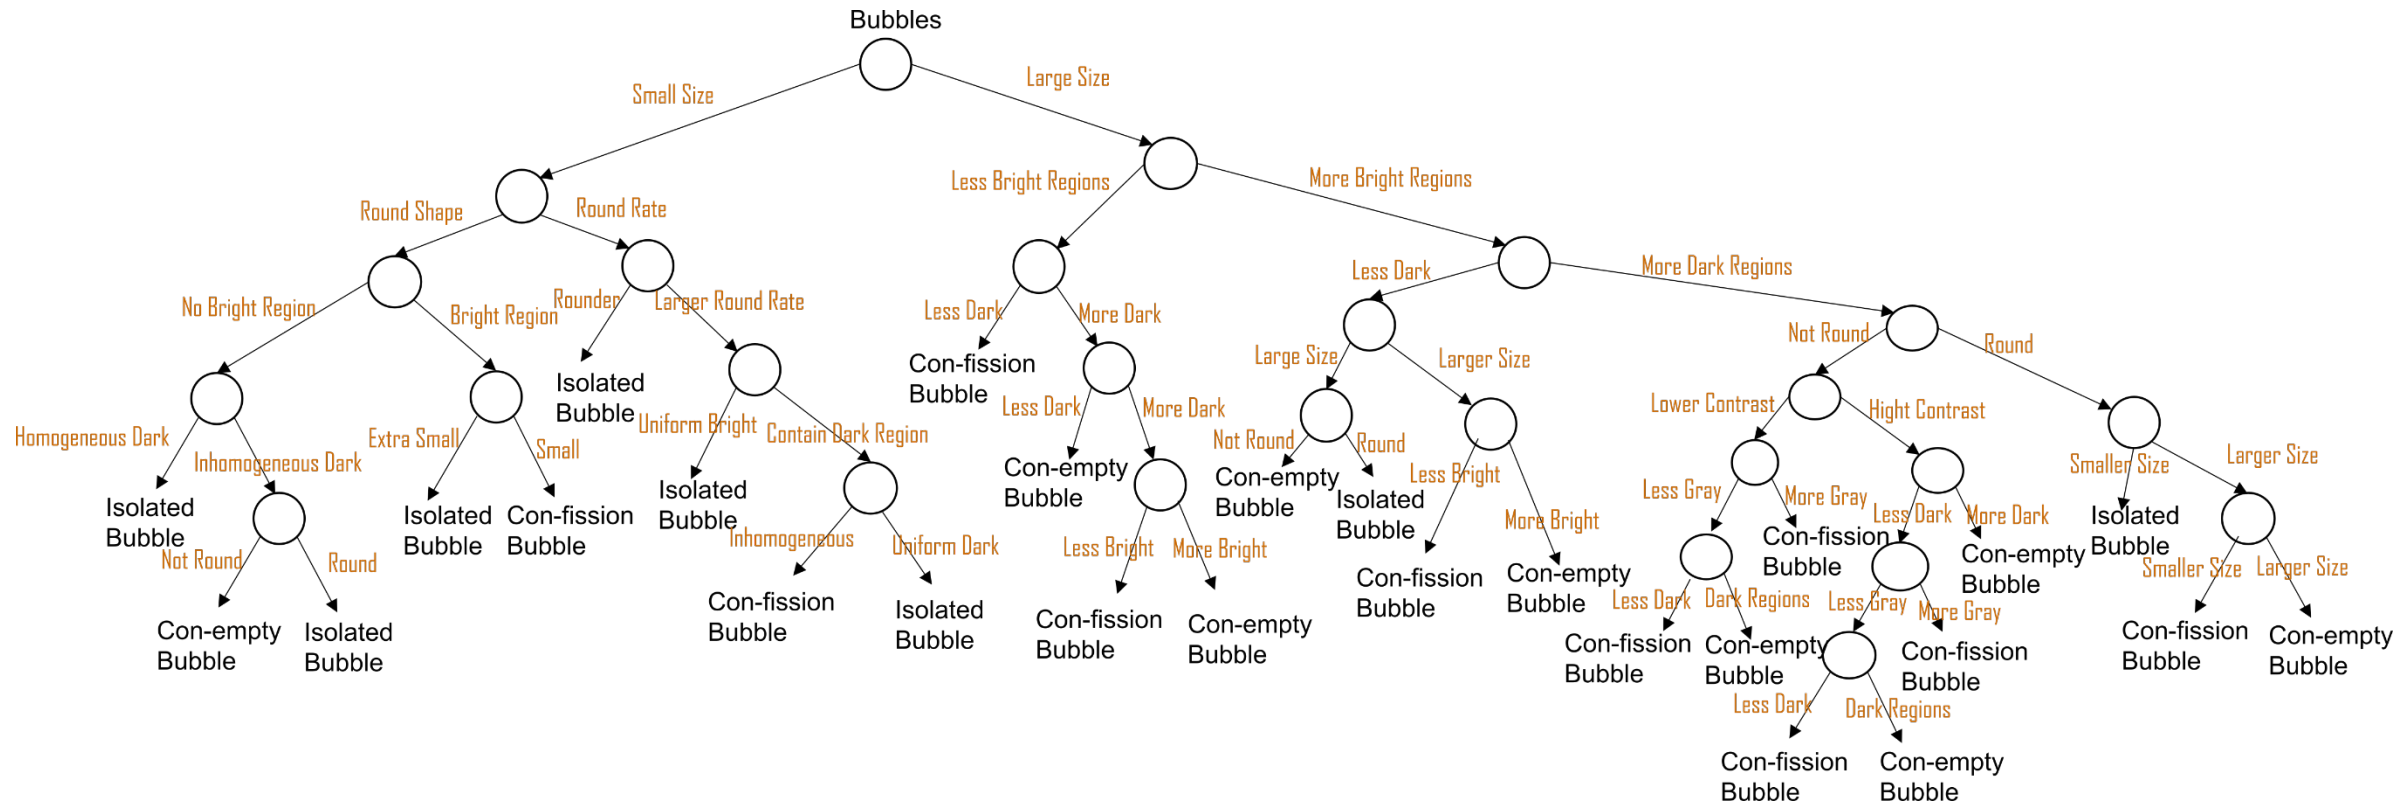 Bubbles
Small Size
Large Size
Round Shape
Round Rate
Less Bright Regions
More Bright Regions
No Bright Region
Bright Region
Rounder
Larger Round Rate
Less Dark
More Dark
Less Dark
More Dark Regions
Homogeneous Dark
Inhomogeneous Dark
Extra Small
Small
Isolated
Bubble
Uniform Bright
Contain Dark Region
Con-fission
Bubble
Less Dark
More Dark
Large Size
Larger Size
Not Round
Round
Isolated
Bubble
Not Round
Round
Isolated
Bubble
Con-fission
Bubble
Isolated
Bubble
Inhomogeneous
Uniform Dark
Con-empty
Bubble
Less Bright
More Bright
Not Round
Round
Con-empty
Bubble
Isolated
Bubble
Less Bright
More Bright
Lower Contrast
Hight Contrast
Smaller Size
Larger Size
Less Gray
More Gray
Less Dark
More Dark
Con-fission
Bubble
Con-empty
Bubble
Isolated
Bubble
Smaller Size
Larger Size
Con-empty
Bubble
Isolated
Bubble
Con-fission
Bubble
Isolated
Bubble
Con-fission
Bubble
Con-empty
Bubble
Con-fission
Bubble
Con-empty
Bubble
Less Dark
Dark Regions
Less Gray
More Gray
Con-fission
Bubble
Con-empty
Bubble
Con-fission
Bubble
Con-fission
Bubble
Con-empty
Bubble
Less Dark
Dark Regions
Con-fission
Bubble
Con-empty
Bubble